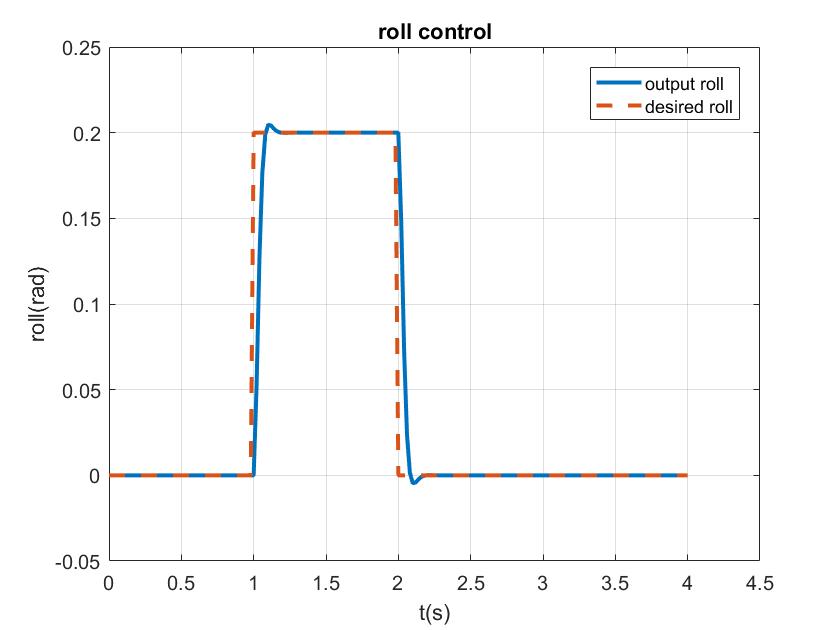 roll control
output roll
desired roll
0.25
0.2
0.15
0.1
0.05
0
-0.05
roll(rad)
0 0.5 1 1.5 2 2.5 3 3.5 4 4.5
t(s)